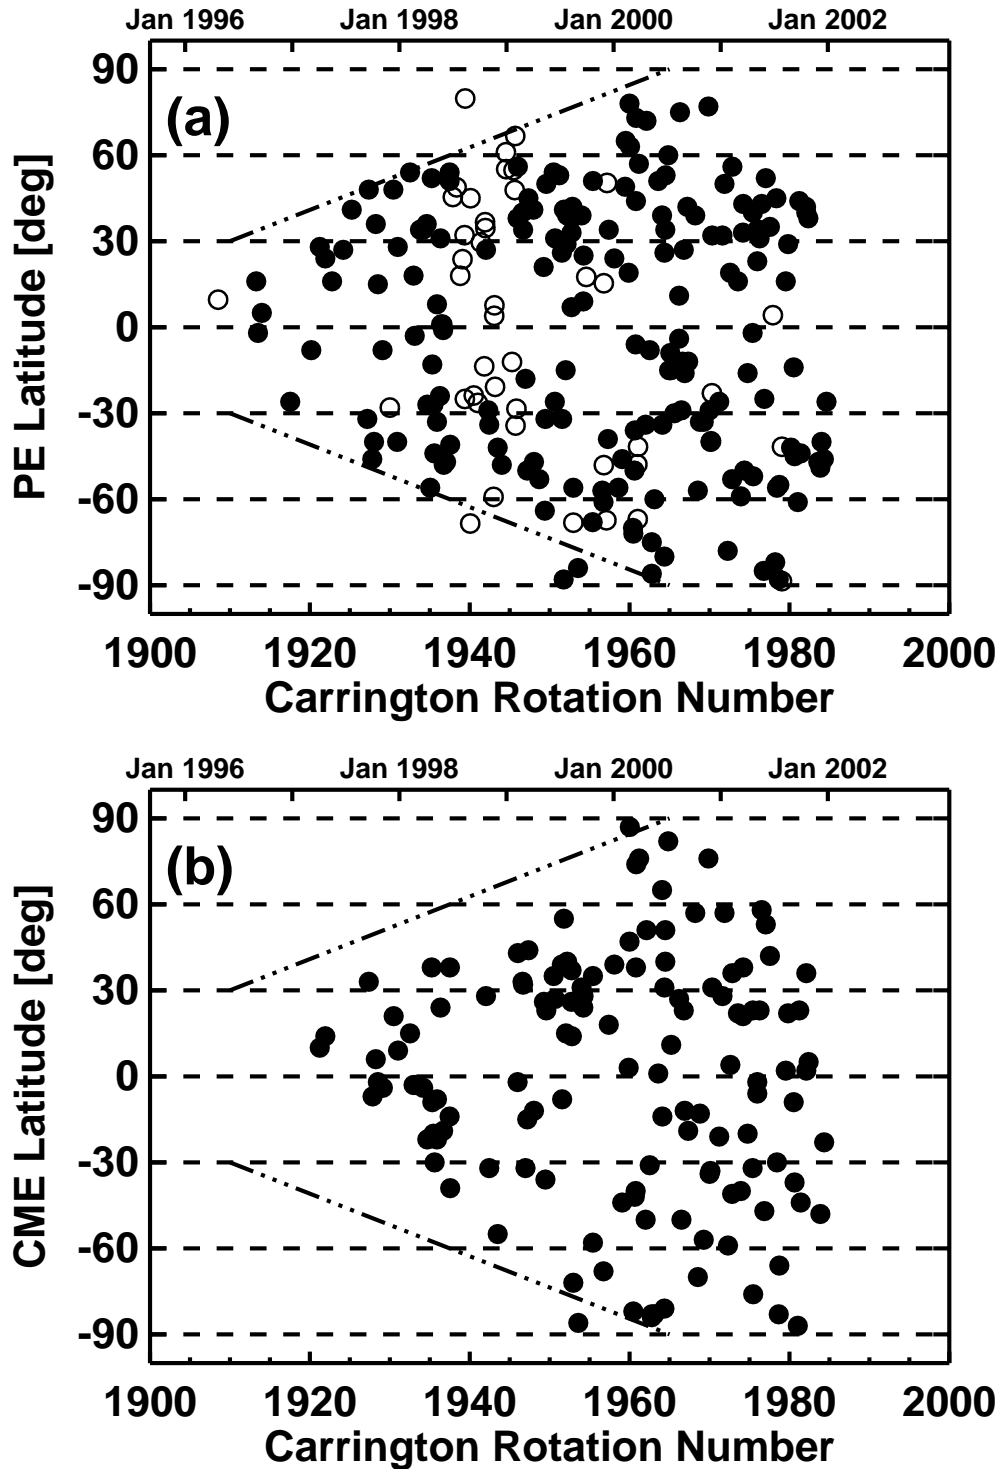 Jan 1996 Jan 1998 Jan 2000 Jan 2002
(a)
PE Latitude [deg]
90
60
30
0
-30
-60
-90
1900 1920 1940 1960 1980 2000
Carrington Rotation Number
Jan 1996 Jan 1998 Jan 2000 Jan 2002
(b)
CME Latitude [deg]
90
60
30
0
-30
-60
-90
1900 1920 1940 1960 1980 2000
Carrington Rotation Number